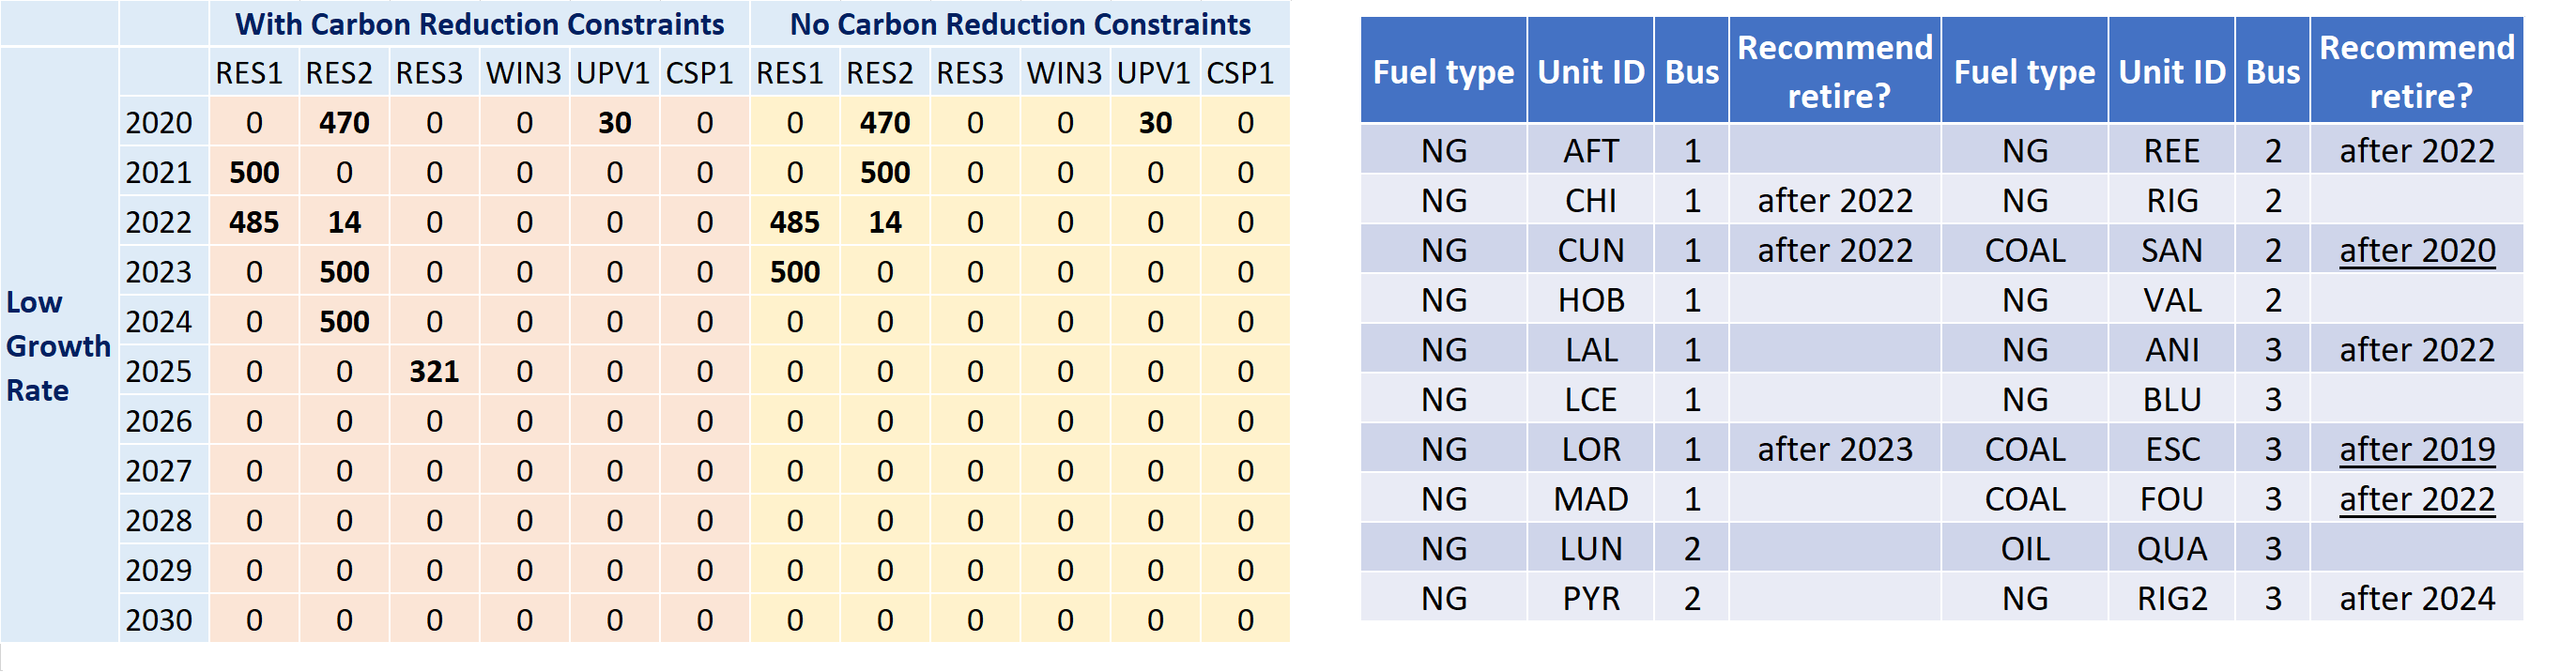 With Carbon Reduction Constraints No Carbon Reduction Constraints
RES1 RES2 RES3 WIN3 UPV1 CSP1 RES1 RES2 RES3 WIN3 UPV1 CSP1
Low
Growth
Rate
2020 0 470 0 0 30 0 0 470 0 0 30 0
2021 500 0 0 0 0 0 0 500 0 0 0 0
2022 485 14 0 0 0 0 485 14 0 0 0 0
2023 0 500 0 0 0 0 500 0 0 0 0 0
2024 0 500 0 0 0 0 0 0 0 0 0 0
2025 0 0 321 0 0 0 0 0 0 0 0 0
2026 0 0 0 0 0 0 0 0 0 0 0 0
2027 0 0 0 0 0 0 0 0 0 0 0 0
2028 0 0 0 0 0 0 0 0 0 0 0 0
2029 0 0 0 0 0 0 0 0 0 0 0 0
2030 0 0 0 0 0 0 0 0 0 0 0 0
Fuel type Unit ID Bus Recommend retire? Fuel type Unit ID Bus Recommend retire?
NG AFT 1 NG REE 2 after 2022
NG CHI 1 after 2022 NG RIG 2
NG CUN 1 after 2022 COAL SAN 2 after 2020
NG HOB 1 NG VAL 2
NG LAL 1 NG ANI 3 after 2022
NG LCE 1 NG BLU 3
NG LOR 1 after 2023 COAL ESC 3 after 2019
NG MAD 1 COAL FOU 3 after 2022
NG LUN 2 OIL QUA 3
NG PYR 2 NG RIG2 3 after 2024